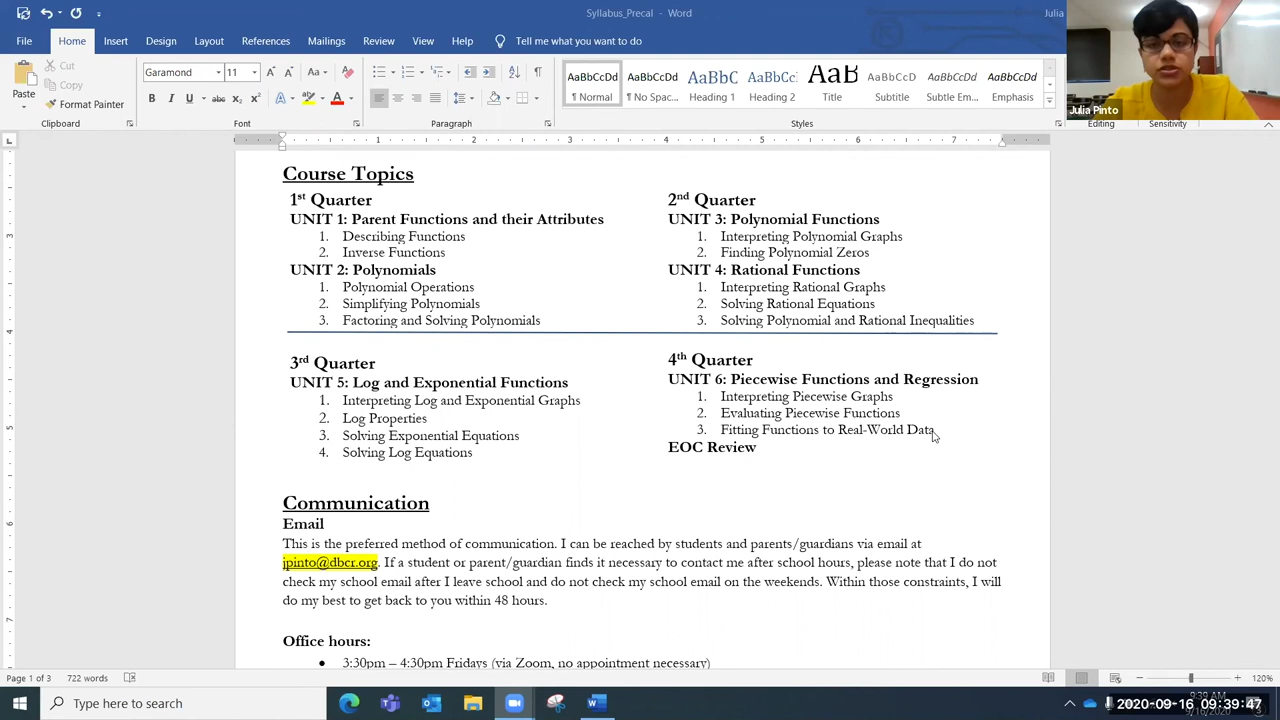 Syllabus_Precal - Word
Julia
File Home Insert Design Layout References Mailings Review View Help Tell me what you want to do
Paste
Cut
Copy
Format Painter
Clipboard
Garamond 11
Font
Paragraph
AaBbCcDd AaBbCcDd AaBbC AaBbCc AaB AaBbCcD AaBbCcDd AaBbCcDd
¶ Normal ¶ No Spac... Heading 1 Heading 2 Title Subtitle Subtle Em... Emphasis
Styles
Editing
Sensitivity
Julia Pinto
Course Topics
1st Quarter
UNIT 1: Parent Functions and their Attributes
1. Describing Functions
2. Inverse Functions
UNIT 2: Polynomials
1. Polynomial Operations
2. Simplifying Polynomials
3. Factoring and Solving Polynomials
2nd Quarter
UNIT 3: Polynomial Functions
1. Interpreting Polynomial Graphs
2. Finding Polynomial Zeros
UNIT 4: Rational Functions
1. Interpreting Rational Graphs
2. Solving Rational Equations
3. Solving Polynomial and Rational Inequalities
3rd Quarter
UNIT 5: Log and Exponential Functions
1. Interpreting Log and Exponential Graphs
2. Log Properties
3. Solving Exponential Equations
4. Solving Log Equations
4th Quarter
UNIT 6: Piecewise Functions and Regression
1. Interpreting Piecewise Graphs
2. Evaluating Piecewise Functions
3. Fitting Functions to Real-World Data
EOC Review
Communication
Email
This is the preferred method of communication. I can be reached by students and parents/guardians via email at
jpinto@dbcr.org. If a student or parent/guardian finds it necessary to contact me after school hours, please note that I do not
check my school email after I leave school and do not check my school email on the weekends. Within those constraints, I will
do my best to get back to you within 48 hours.
Office hours:
• 3:30pm – 4:30pm Fridays (via Zoom, no appointment necessary)
Page 1 of 3 722 words
120%
Type here to search
9:39 AM
9/16/2020
2020-09-16 09:39:47